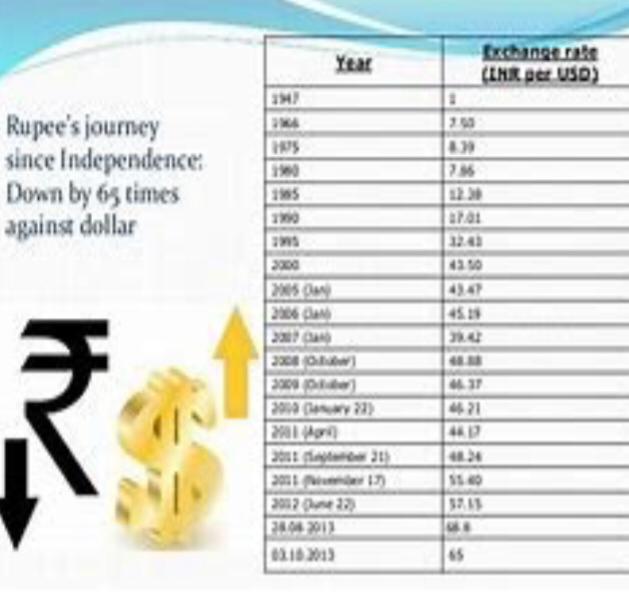 Rupee's journey
since Independence:
Down by 65 times
against dollar
Year Exchange rate
(INR per USD)
1947 1
1966 7.50
1975 8.39
1980 7.86
1985 12.38
1990 17.01
1995 32.43
2000 43.50
2005 (Jan) 43.47
2006 (Jan) 45.19
2007 (Jan) 39.42
2008 (October) 48.88
2009 (October) 46.37
2010 (January 22) 46.21
2011 (April) 44.17
2011 (September 21) 48.24
2011 (November 17) 55.40
2012 (June 22) 57.15
28.08.2013 68.8
03.10.2013 65
₹
$